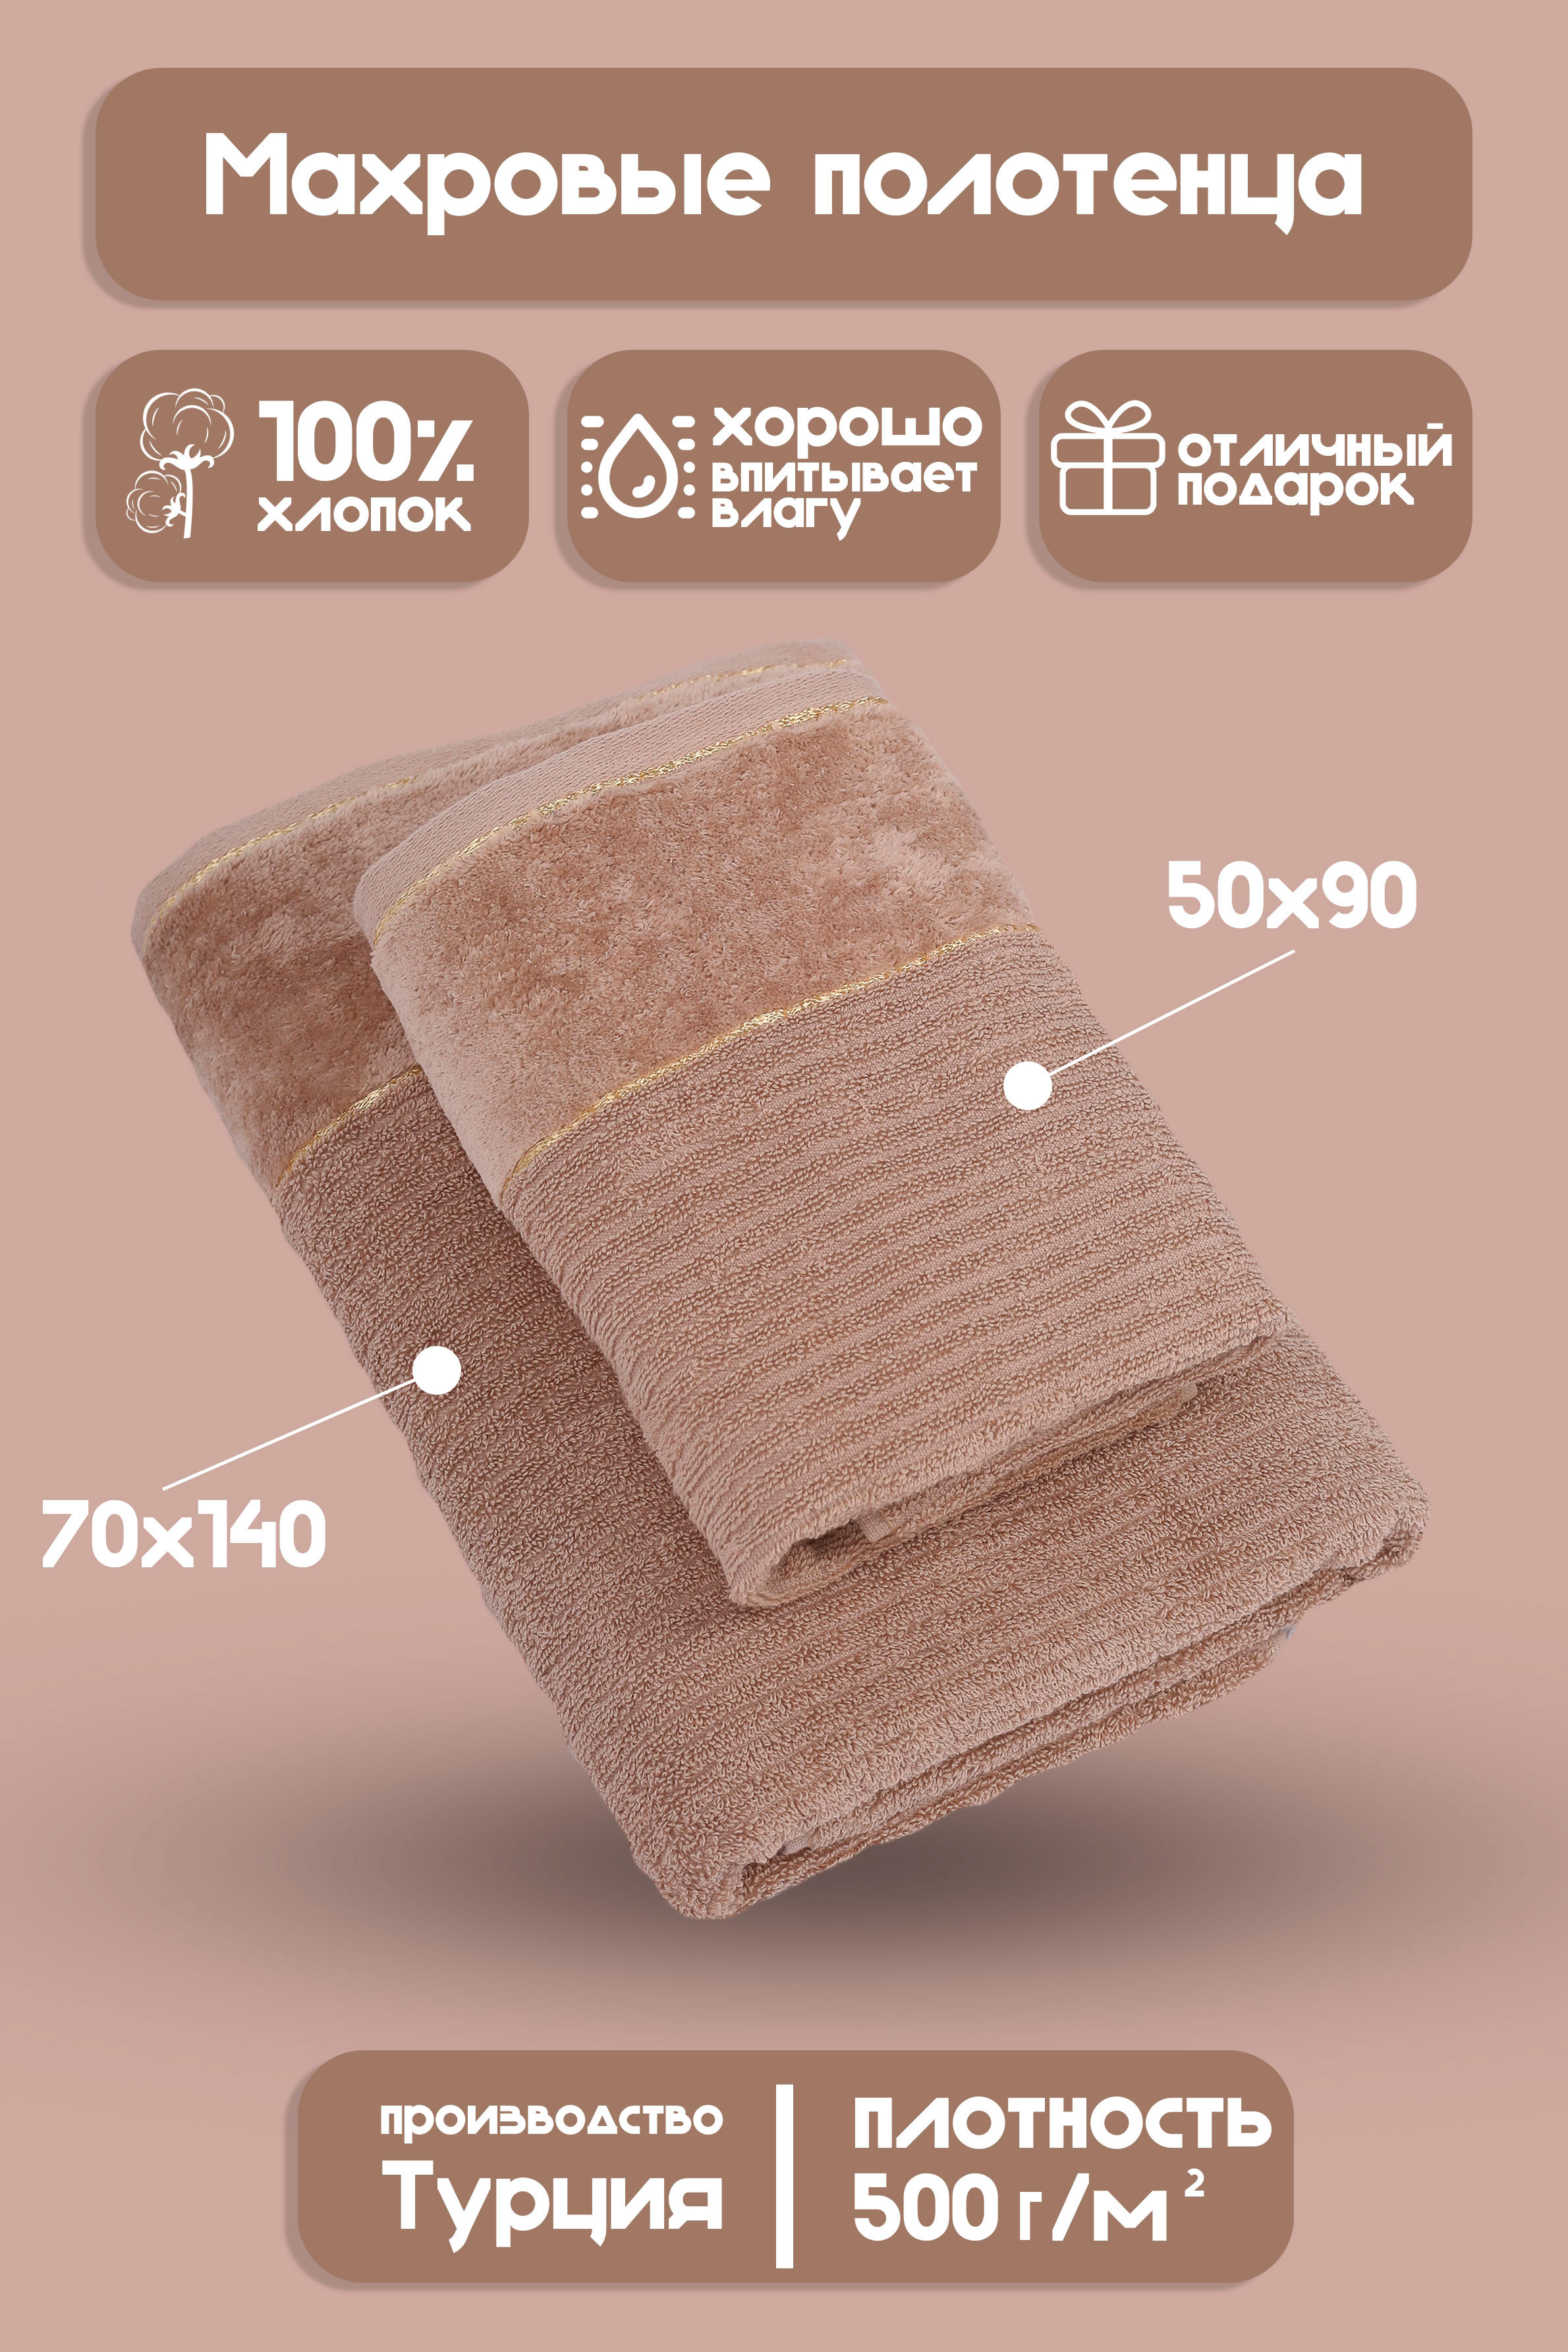 Махровые полотенца
100%
хлопок
хорошо
впитывает
влагу
отличный
подарок
50x90
70x140
производство
Турция
плотность
500 г/м²